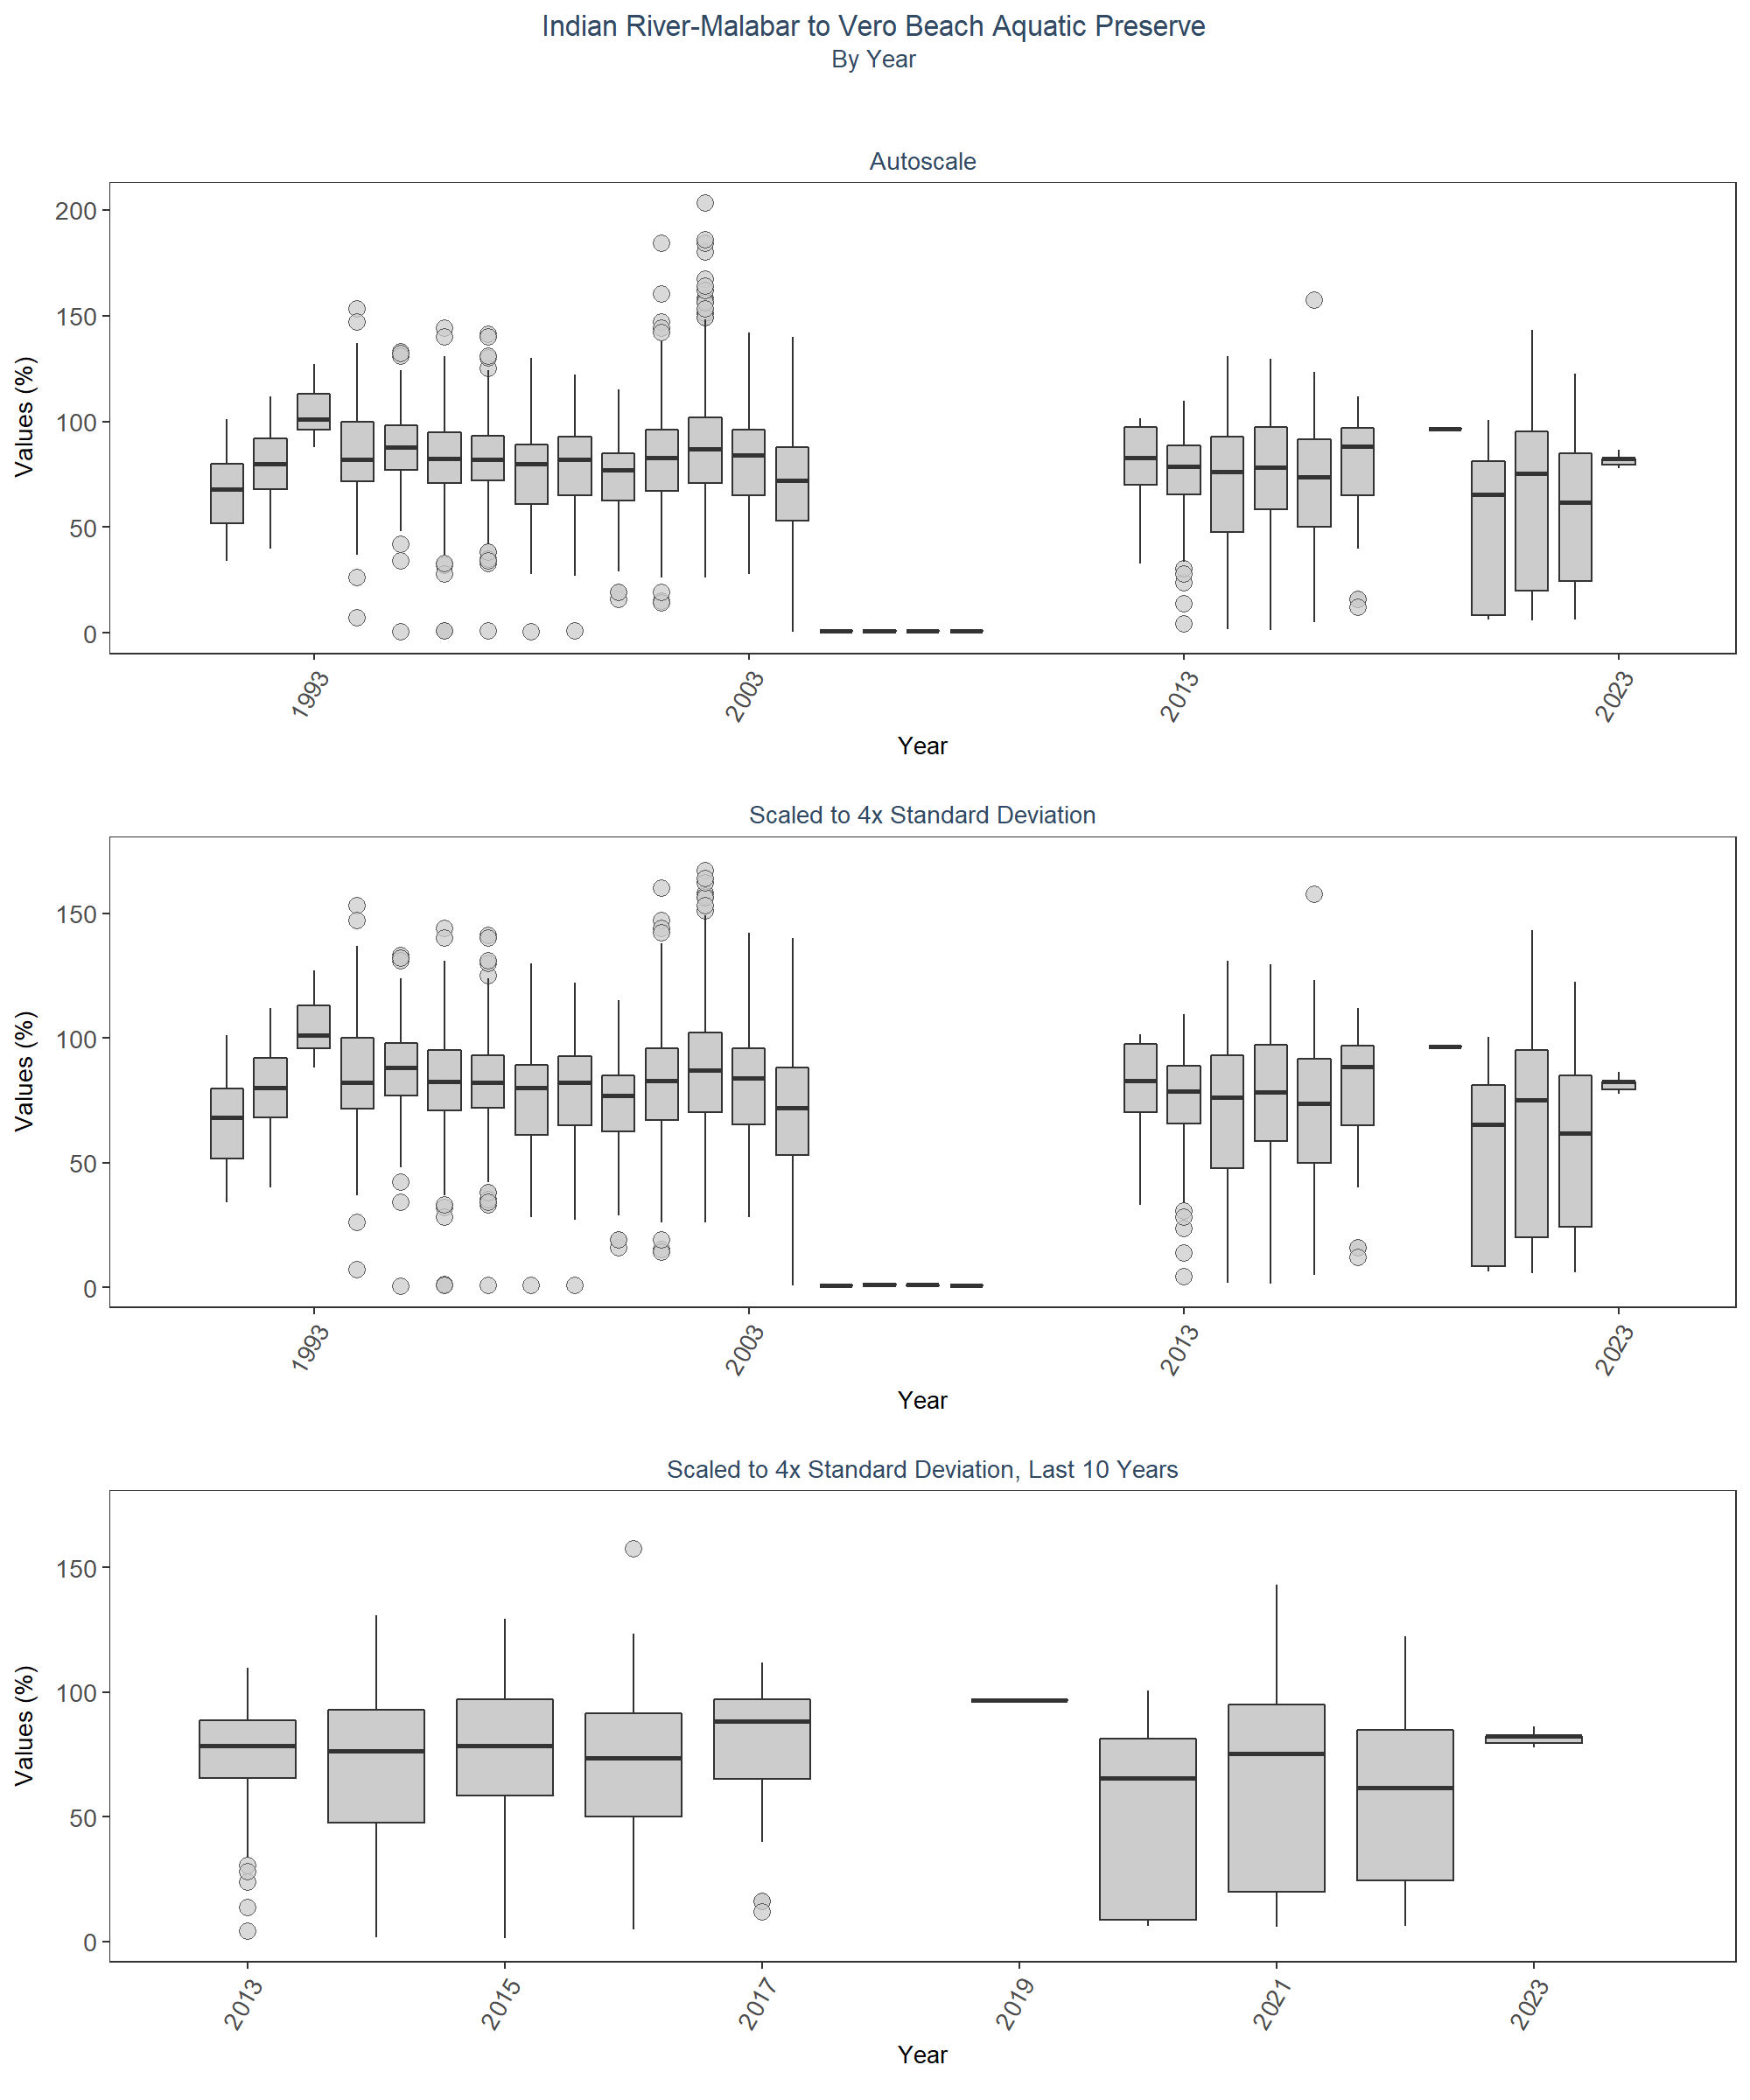 Indian River-Malabar to Vero Beach Aquatic Preserve
By Year
Autoscale
200
150
100
50
0
Values (%)
1993
2003
2013
2023
Year
Scaled to 4x Standard Deviation
150
100
50
0
Values (%)
1993
2003
2013
2023
Year
Scaled to 4x Standard Deviation, Last 10 Years
150
100
50
0
Values (%)
2013
2015
2017
2019
2021
2023
Year